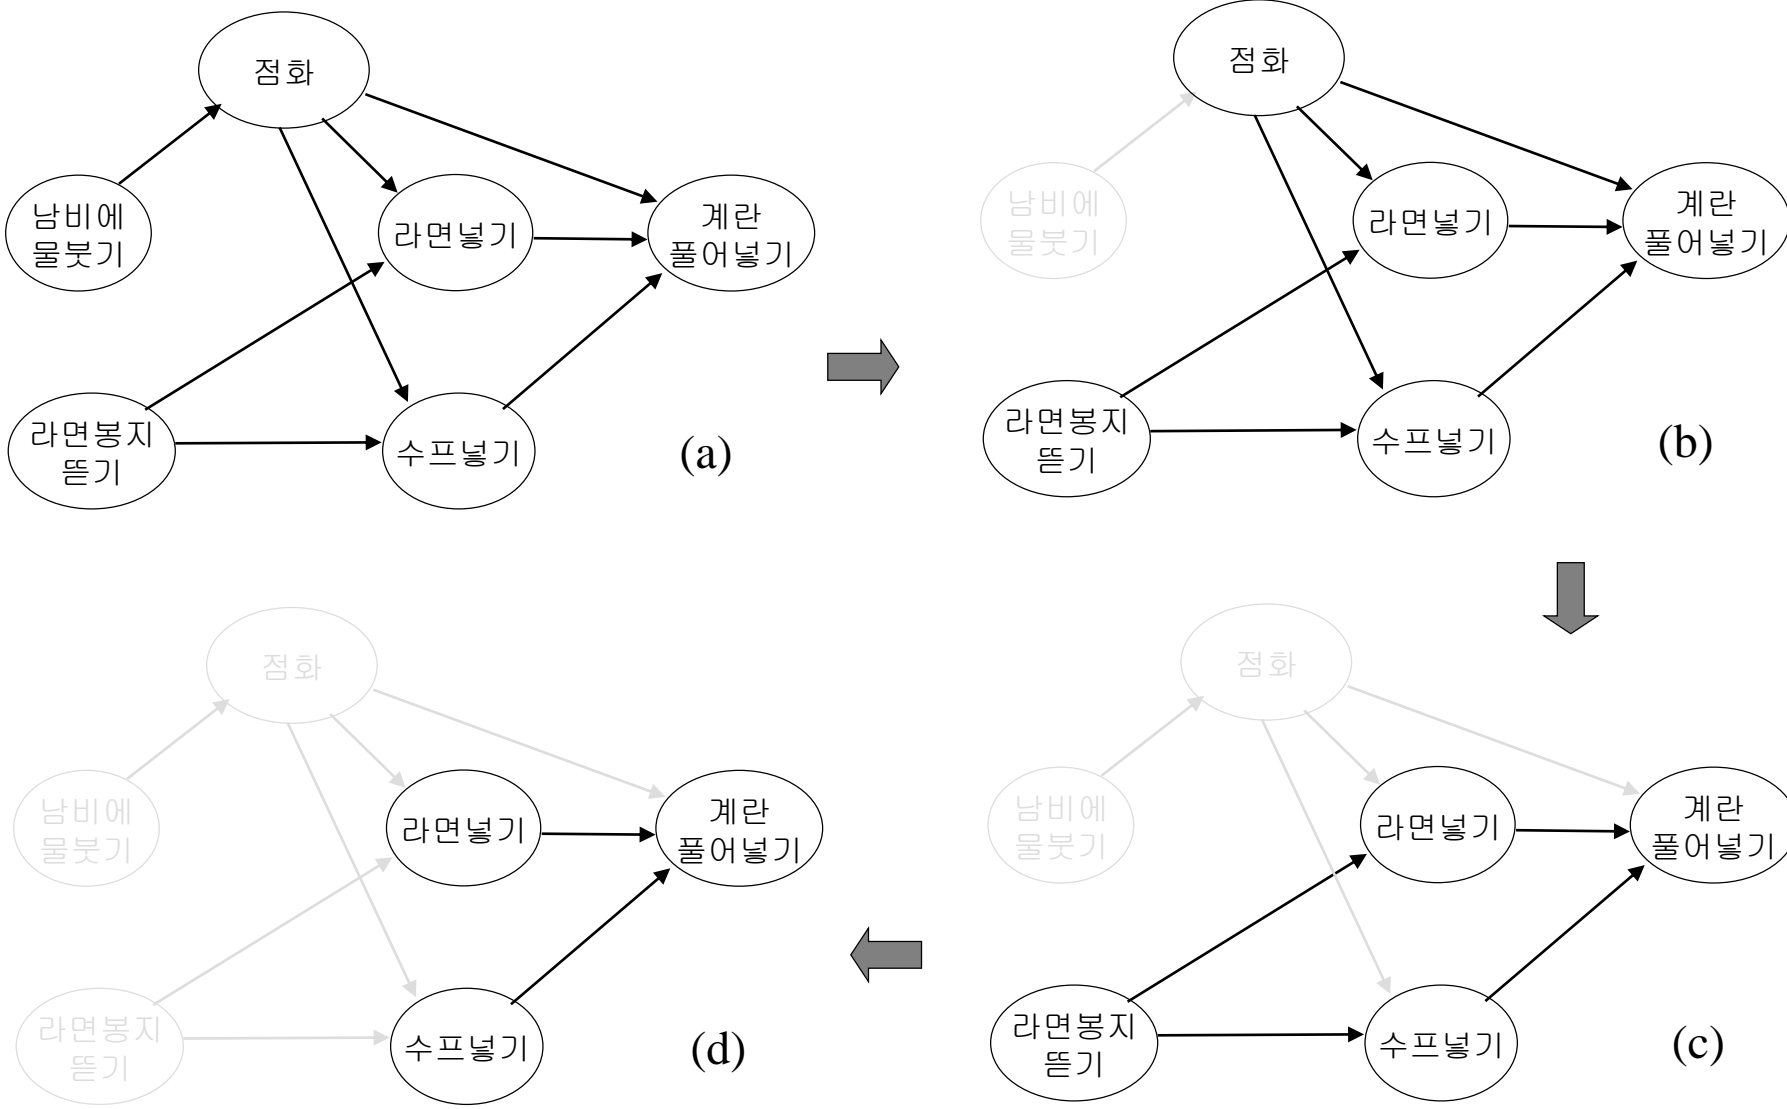 점화
남비에
물붓기
라면넣기
계란
풀어넣기
라면봉지
뜯기
수프넣기
(a)
점화
남비에
물붓기
라면넣기
계란
풀어넣기
라면봉지
뜯기
수프넣기
(b)
점화
남비에
물붓기
라면넣기
계란
풀어넣기
라면봉지
뜯기
수프넣기
(d)
점화
남비에
물붓기
라면넣기
계란
풀어넣기
라면봉지
뜯기
수프넣기
(c)